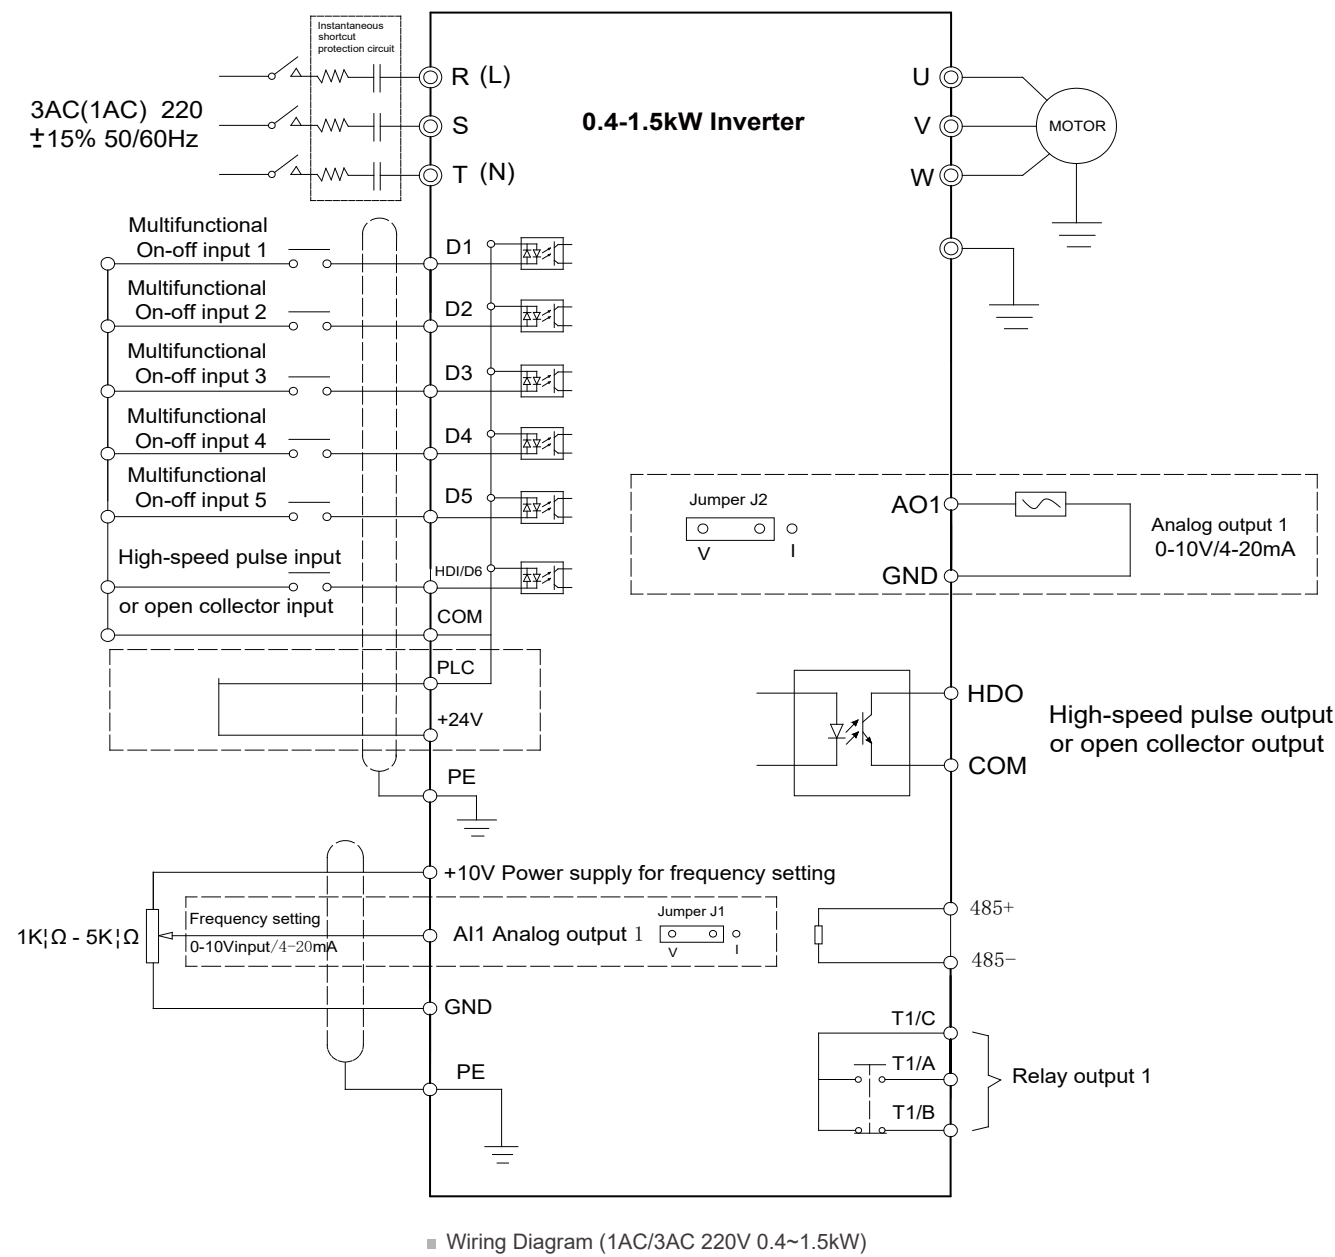 Instantaneous
shortcut
protection circuit
3AC(1AC) 220
±15% 50/60Hz
R (L)
S
T (N)
0.4-1.5kW Inverter
U
V
W
MOTOR
Multifunctional
On-off input 1
D1
Multifunctional
On-off input 2
D2
Multifunctional
On-off input 3
D3
Multifunctional
On-off input 4
D4
Multifunctional
On-off input 5
D5
High-speed pulse input
or open collector input
HDI/D6
COM
PLC
+24V
PE
Jumper J2
V
I
AO1
GND
Analog output 1
0-10V/4-20mA
HDO
COM
High-speed pulse output
or open collector output
+10V Power supply for frequency setting
1K¦Ω - 5K¦Ω
Frequency setting
0-10Vinput/4-20mA
AI1 Analog output 1
Jumper J1
V
I
GND
PE
485+
485-
T1/C
T1/A
T1/B
Relay output 1
Wiring Diagram (1AC/3AC 220V 0.4~1.5kW)